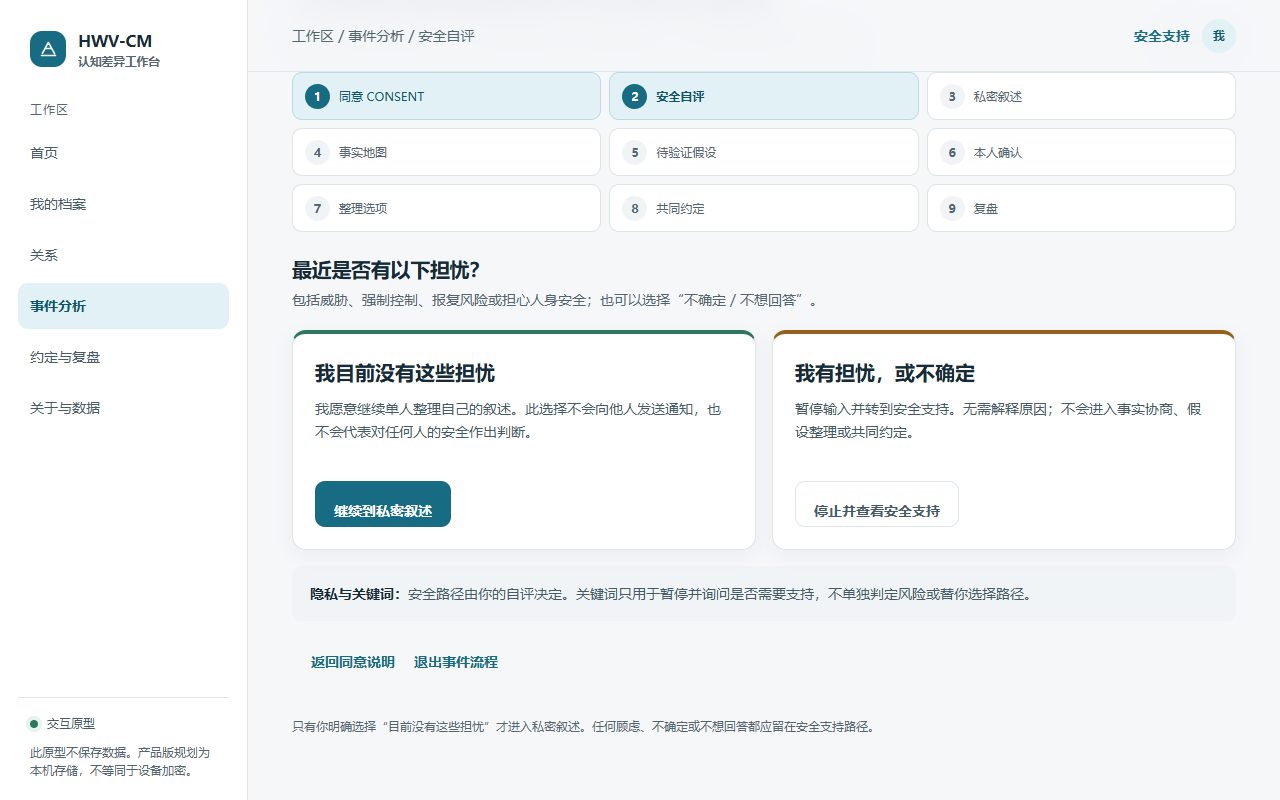 HWV-CM
认知差异工作台
工作区
首页
我的档案
关系
事件分析
约定与复盘
关于与数据
交互原型
此原型不保存数据。产品版规划为
本机存储，不等同于设备加密。
工作区 / 事件分析 / 安全自评
安全支持
我
1 同意 CONSENT
2 安全自评
3 私密叙述
4 事实地图
5 待验证假设
6 本人确认
7 整理选项
8 共同约定
9 复盘
最近是否有以下担忧？
包括威胁、强制控制、报复风险或担心人身安全；也可以选择“不确定 / 不想回答”。
我目前没有这些担忧
我愿意继续单人整理自己的叙述。此选择不会向他人发送通知，也
不会代表对任何人的安全作出判断。
继续到私密叙述
我有担忧，或不确定
暂停输入并转到安全支持。无需解释原因；不会进入事实协商、假
设整理或共同约定。
停止并查看安全支持
隐私与关键词：安全路径由你的自评决定。关键词只用于暂停并询问是否需要支持，不单独判定风险或替你选择路径。
返回同意说明 退出事件流程
只有你明确选择“目前没有这些担忧”才进入私密叙述。任何顾虑、不确定或不想回答都应留在安全支持路径。